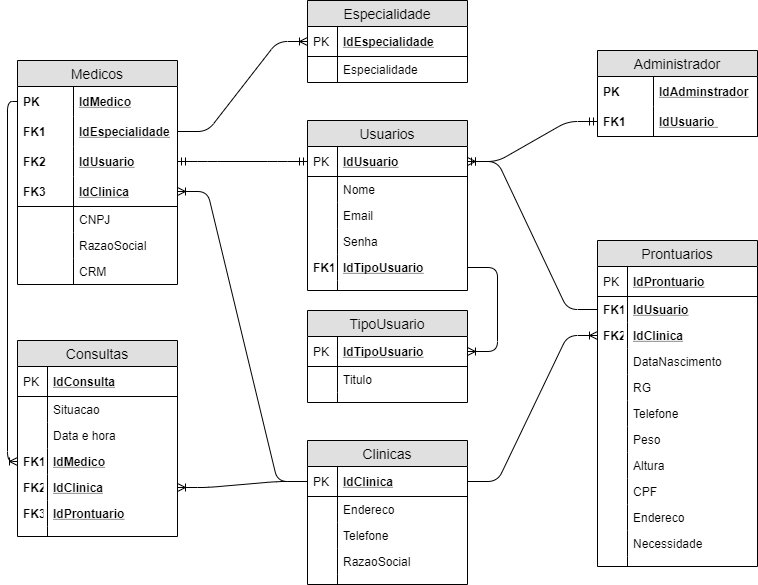 Especialidade
PK IdEspecialidade
Especialidade
Medicos
PK IdMedico
FK1 IdEspecialidade
FK2 IdUsuario
FK3 IdClinica
CNPJ
RazaoSocial
CRM
Usuarios
PK IdUsuario
Nome
Email
Senha
FK1 IdTipoUsuario
Administrador
PK IdAdminstrador
FK1 IdUsuario
TipoUsuario
PK IdTipoUsuario
Titulo
Prontuarios
PK IdProntuario
FK1 IdUsuario
FK2 IdClinica
DataNascimento
RG
Telefone
Peso
Altura
CPF
Endereco
Necessidade
Consultas
PK IdConsulta
Situacao
Data e hora
FK1 IdMedico
FK2 IdClinica
FK3 IdProntuario
Clinicas
PK IdClinica
Endereco
Telefone
RazaoSocial